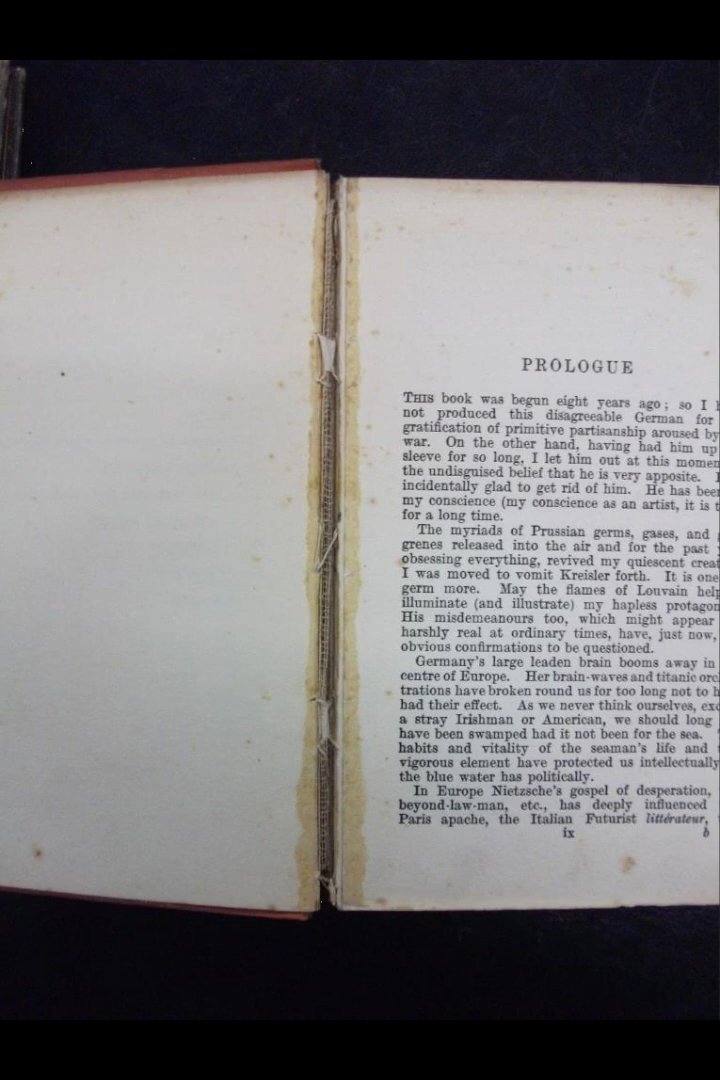 PROLOGUE
THIS book was begun eight years ago; so I
not produced this disagreeable German for
gratification of primitive partisanship aroused by
war. On the other hand, having had him up
sleeve for so long, I let him out at this
the undisguised belief that he is very apposite.
incidentally glad to get rid of him. He has
my conscience (my conscience as an artist, it is
for a long time.
The myriads of Prussian germs, gases, and
grenes released into the air and for the past
obsessing everything, revived my quiescent
I was moved to vomit Kreisler forth. It is one
germ more. May the flames of Louvain help
illuminate (and illustrate) my hapless
His misdemeanours too, which might appear
harshly real at ordinary times, have, just now,
obvious confirmations to be questioned.
Germany's large leaden brain booms away in
centre of Europe. Her brain-waves and titanic
trations have broken round us for too long not to
had their effect. As we never think ourselves,
a stray Irishman or American, we should long
have been swamped had it not been for the sea.
habits and vitality of the seaman's life and
vigorous element have protected us intellectually
the blue water has politically.
In Europe Nietzsche's gospel of desperation,
beyond-law-man, etc., has deeply influenced
Paris apache, the Italian Futurist littérateur,
ix b